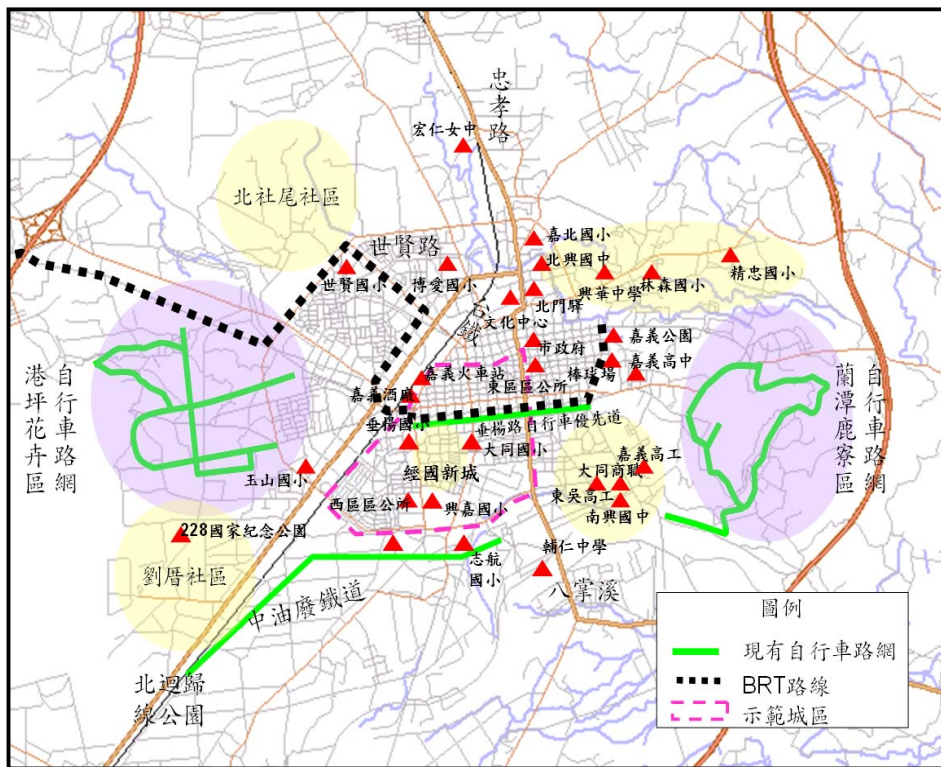 忠孝路
宏仁女中
北社尾社區
世賢路
嘉北國小
北興國中
精忠國小
世賢國小
博愛國小
興華中學
林森國小
北門驛
台鐵
文化中心
嘉義公園
市政府
嘉義高中
棒球場
嘉義火車站
東區區公所
嘉義酒廠
港坪花卉區
自行車路網
蘭潭鹿寮區
自行車路網
垂楊國小
垂楊路自行車優先道
大同國小
嘉義高工
經國新城
大同商職
玉山國小
西區區公所
興嘉國小
東吳高工
南興國中
228國家紀念公園
志航
國小
輔仁中學
劉厝社區
八掌溪
中油廢鐵道
北迴歸
線公園
圖例
現有自行車路網
BRT路線
示範城區